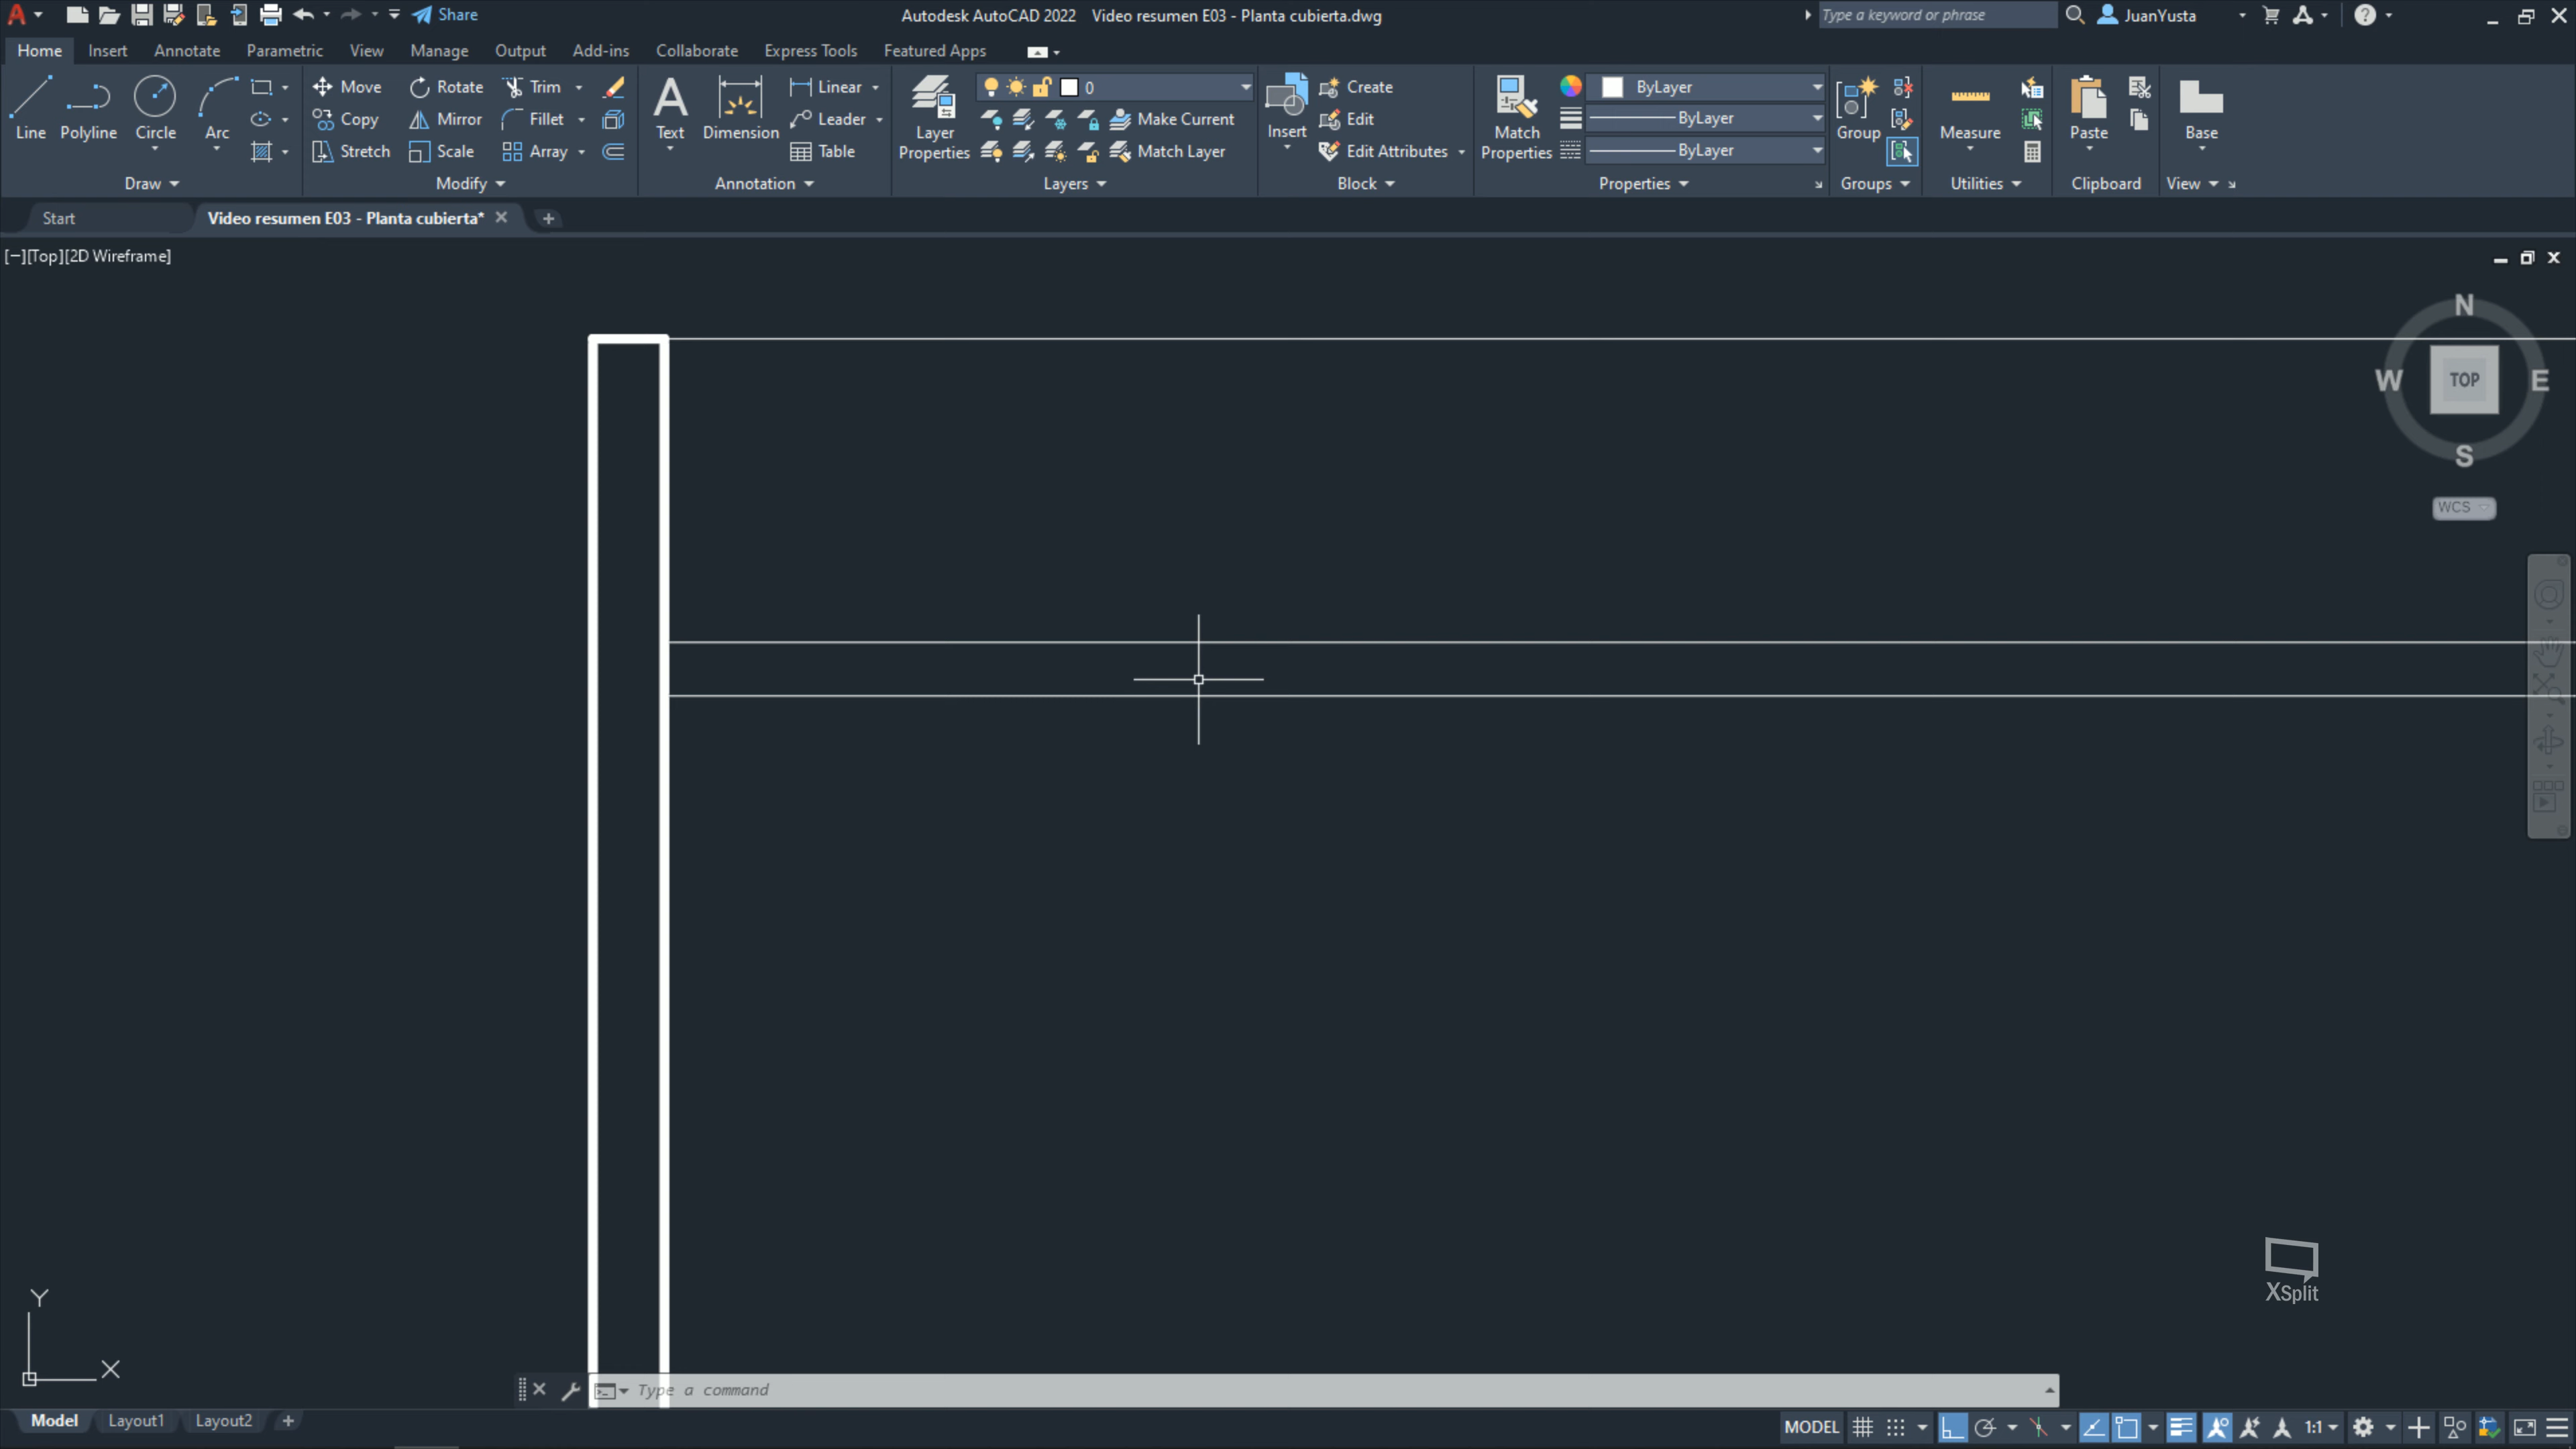 Share
Autodesk AutoCAD 2022 Video resumen E03 - Planta cubierta.dwg
Type a keyword or phrase
JuanYusta
Home Insert Annotate Parametric View Manage Output Add-ins Collaborate Express Tools Featured Apps
Line
Polyline
Circle
Arc
Draw
Move
Rotate
Trim
Copy
Mirror
Fillet
Stretch
Scale
Array
Modify
Text
Dimension
Linear
Leader
Table
Annotation
Layer
Properties
0
Make Current
Match Layer
Layers
Insert
Create
Edit
Edit Attributes
Block
Match
Properties
ByLayer
ByLayer
ByLayer
Properties
Group
Groups
Measure
Utilities
Paste
Clipboard
Base
View
Start
Video resumen E03 - Planta cubierta*
[−][Top][2D Wireframe]
N
W
TOP
E
S
WCS
XSplit
Y
X
Type a command
Model Layout1 Layout2
MODEL
1:1